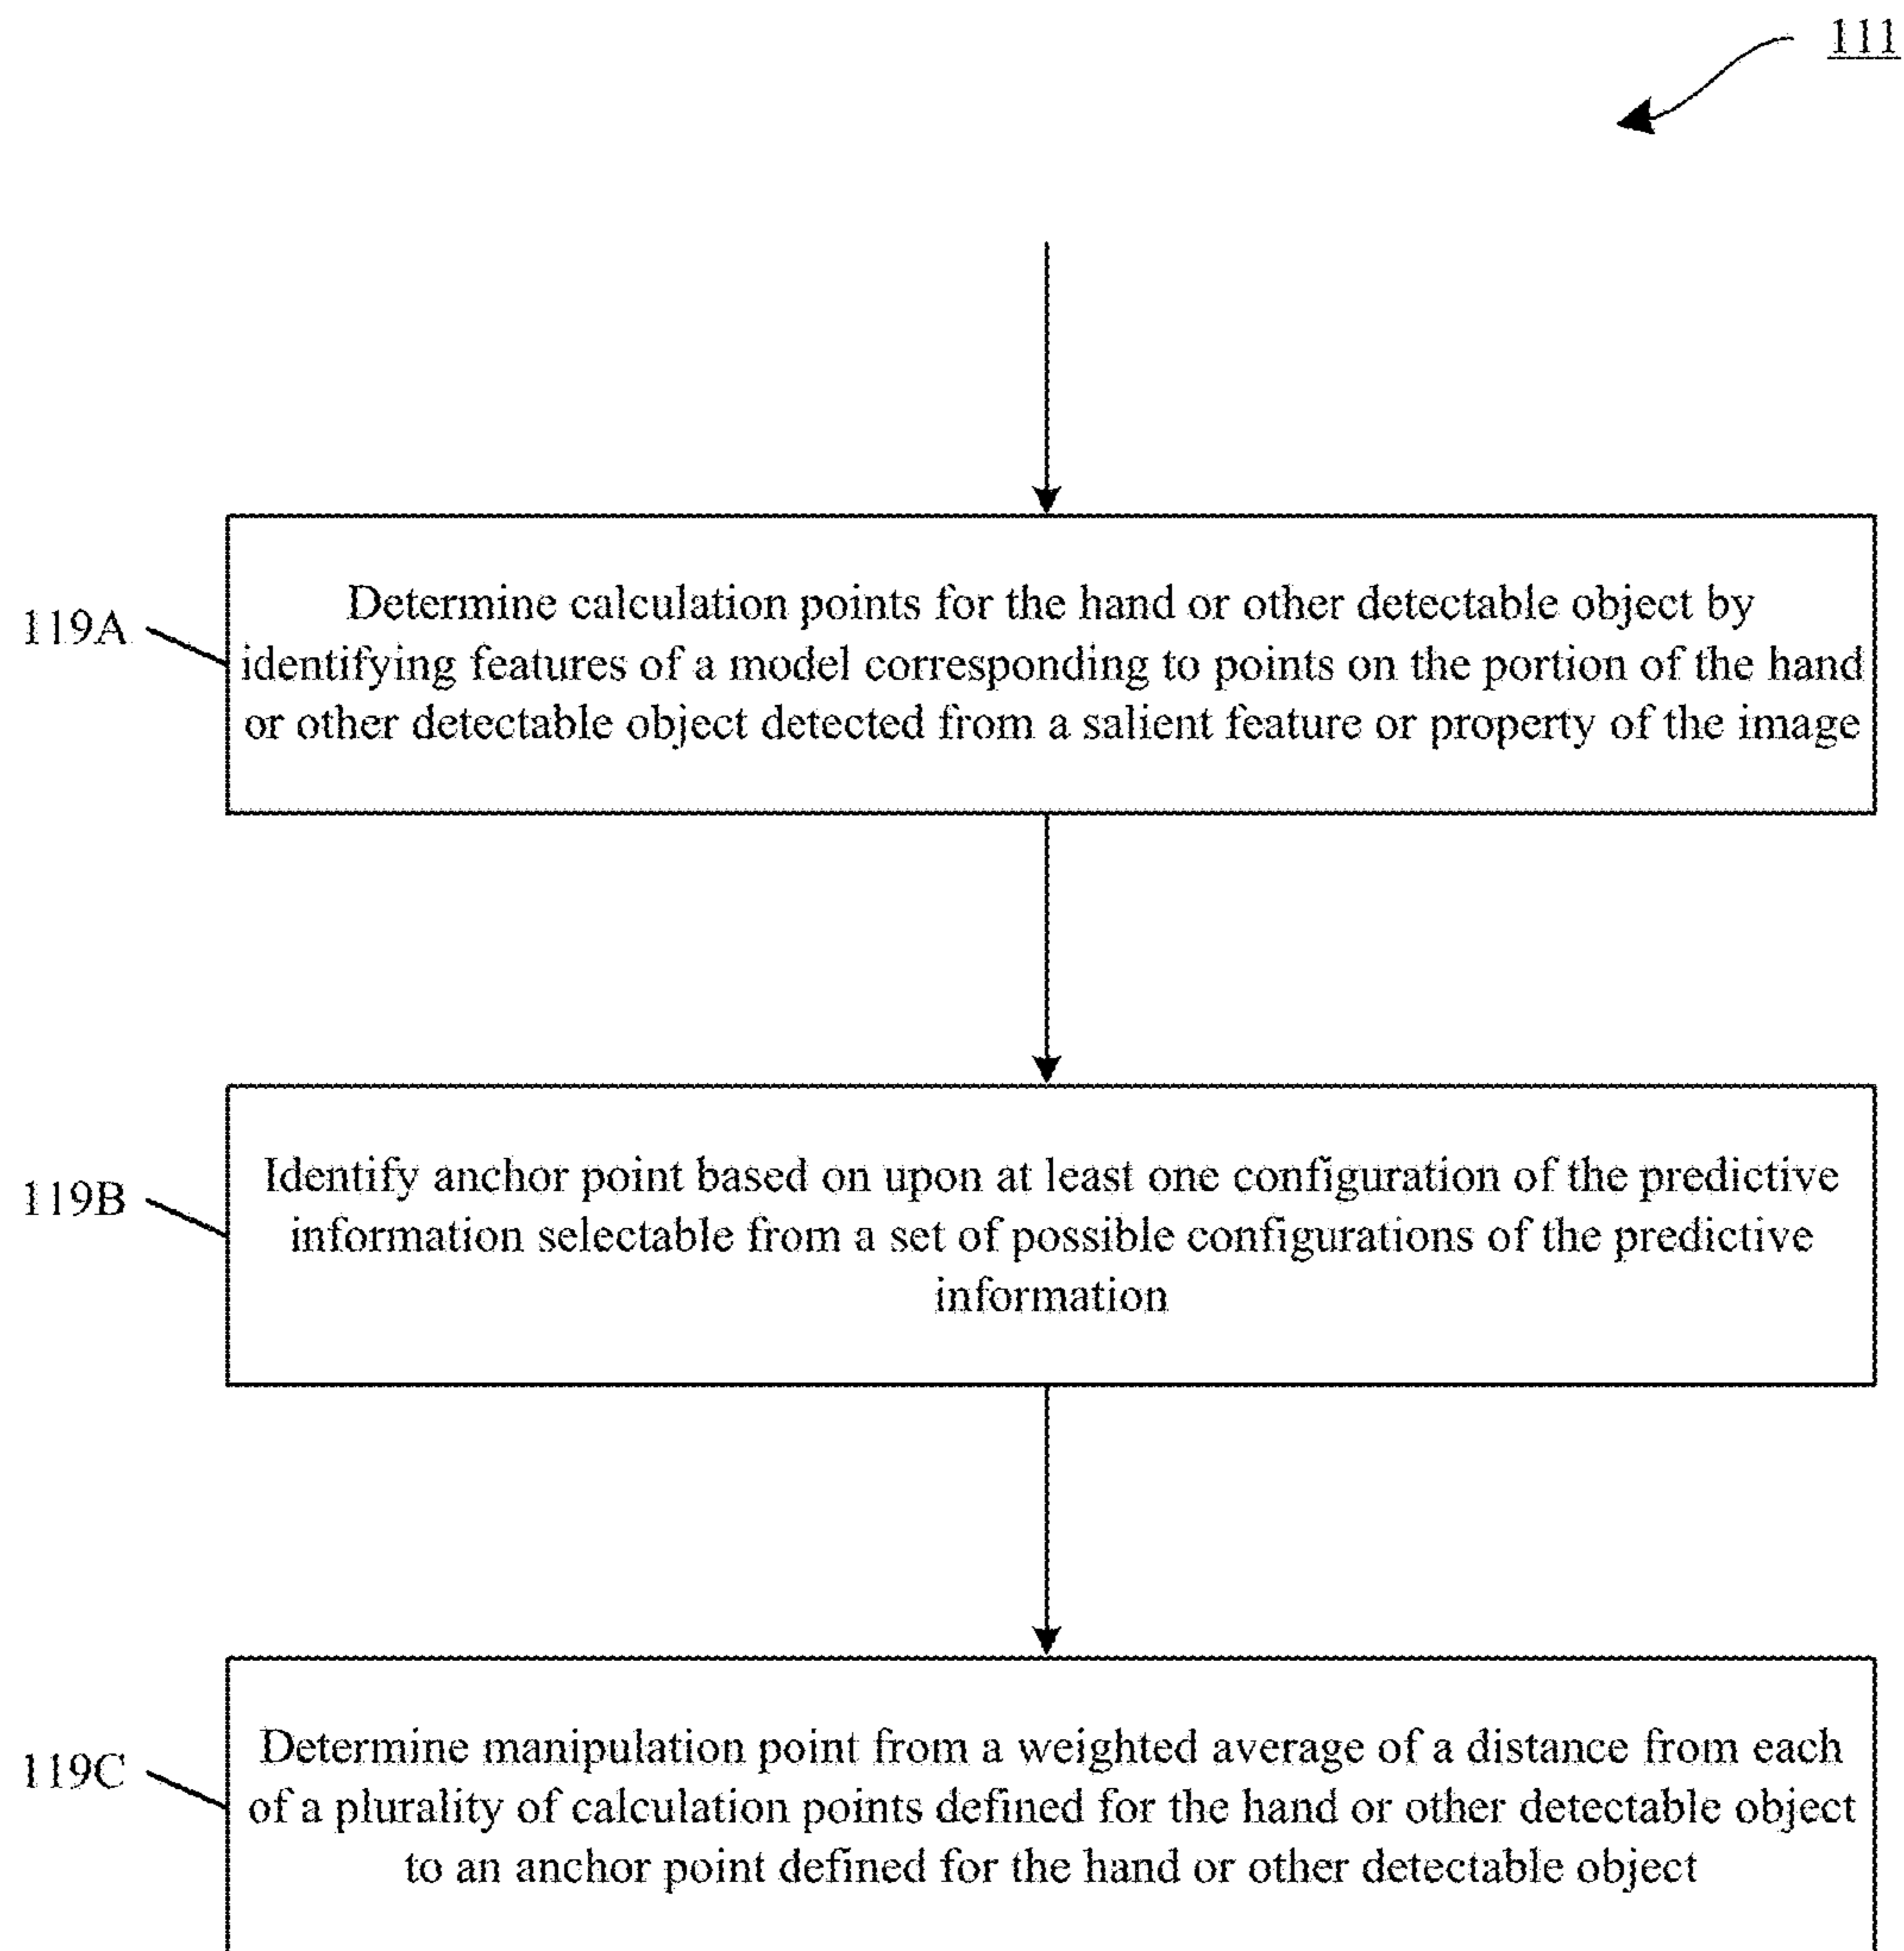 111
119A
Determine calculation points for the hand or other detectable object by
identifying features of a model corresponding to points on the portion of the hand
or other detectable object detected from a salient feature or property of the image
119B
Identify anchor point based on upon at least one configuration of the predictive
information selectable from a set of possible configurations of the predictive
information
119C
Determine manipulation point from a weighted average of a distance from each
of a plurality of calculation points defined for the hand or other detectable object
to an anchor point defined for the hand or other detectable object